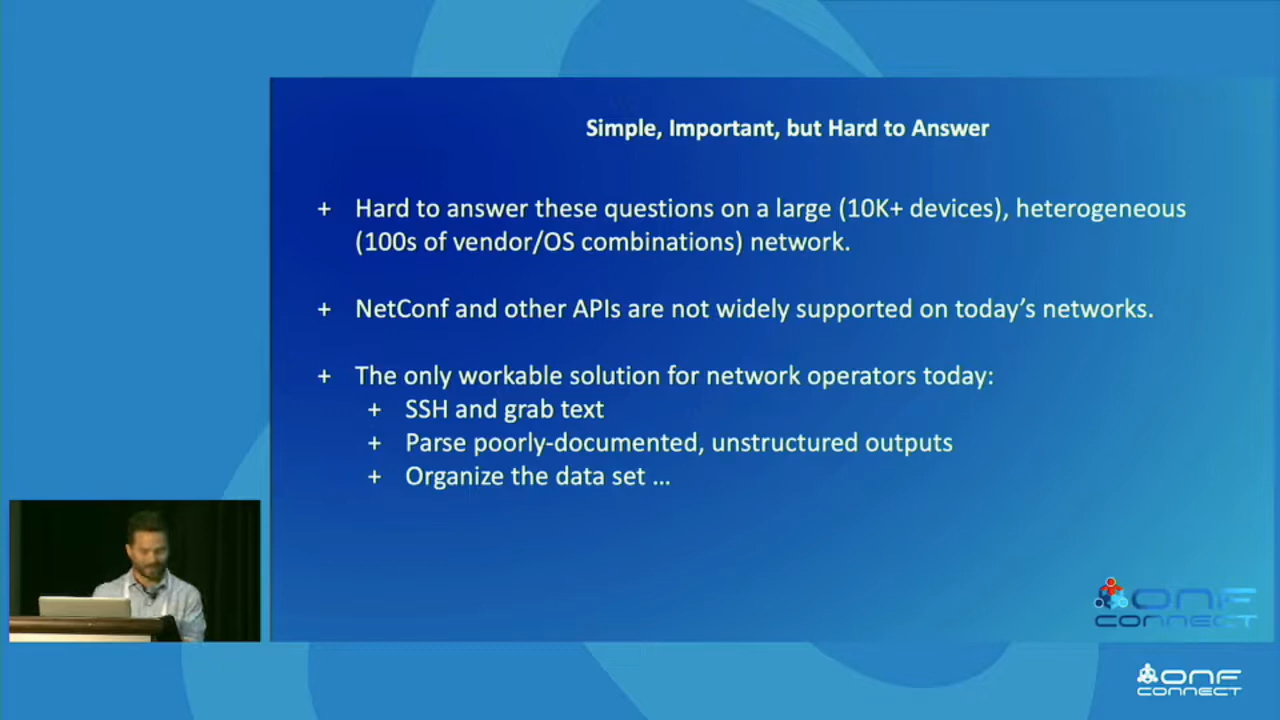 Simple, Important, but Hard to Answer
+ Hard to answer these questions on a large (10K+ devices), heterogeneous
(100s of vendor/OS combinations) network.
+ NetConf and other APIs are not widely supported on today’s networks.
+ The only workable solution for network operators today:
+ SSH and grab text
+ Parse poorly-documented, unstructured outputs
+ Organize the data set ...
ONF
CONNECT
ONF
CONNECT